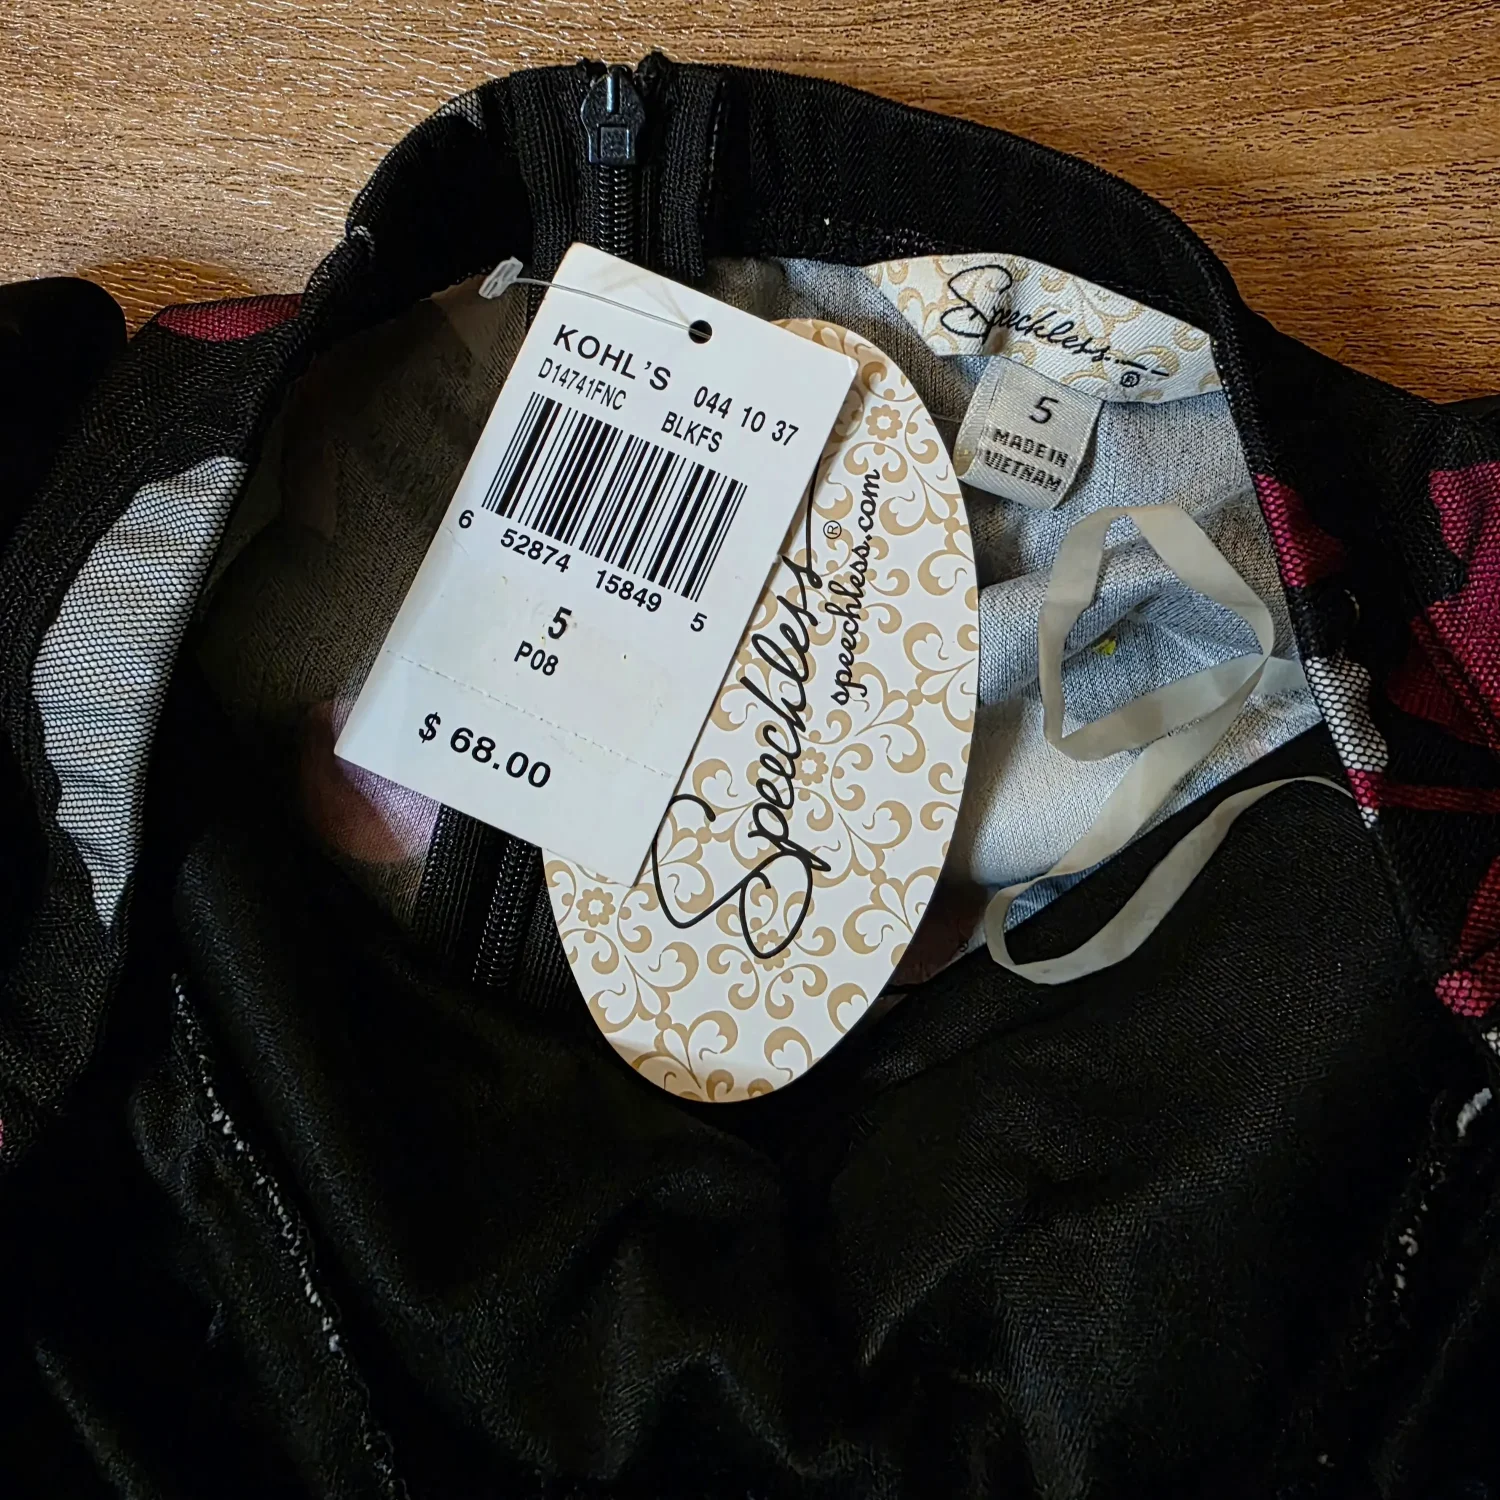 KOHL'S 044 10 37
D14741FNC BLKFS
6 52874 15849 5
5
P08
$ 68.00
Speechless®
speechless.com
Speechless®
5
MADE IN
VIETNAM